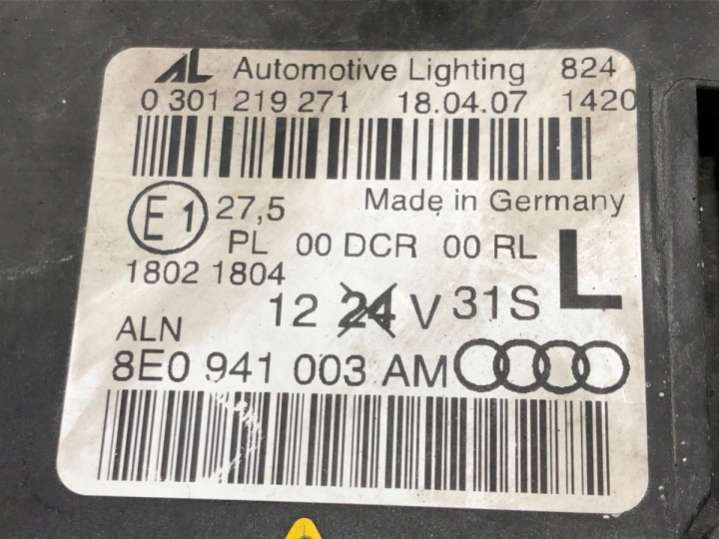 AL Automotive Lighting 824
0 301 219 271 18.04.07 1420
E1 27,5 Made in Germany
PL 00 DCR 00 RL L
1802 1804
12 24 V 31S
ALN
8E0 941 003 AM